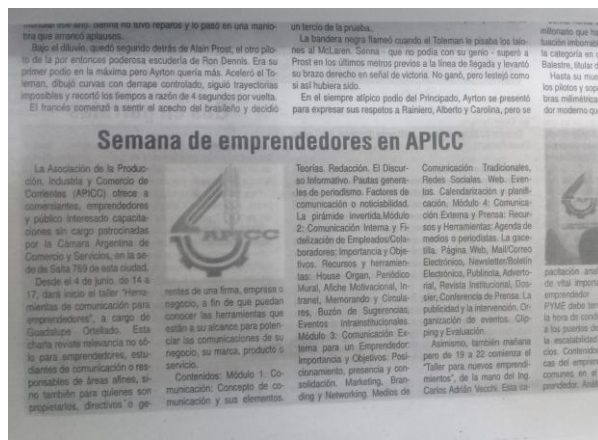 bra que arrancó aplausos.
Bajo el diluvio, quedó segundo detrás de Alain Prost, el otro pilo-
to de la por entonces poderosa escudería de Ron Dennis. Era su
primer podio en la máxima pero Ayrton quería más. Aceleró el To-
leman, dibujó curvas con derrape controlado, siguió trayectorias
imposibles y recortó los tiempos a razón de 4 segundos por vuelta.
El francés comenzó a sentir el acecho del brasileño y decidió
un tercio de la prueba.
La bandera negra flameó cuando el Toleman le pisaba los talo-
nes al McLaren. Senna - que no podía con su genio - superó a
Prost en los últimos metros previos a la línea de llegada y levantó
su brazo derecho en señal de victoria. No ganó, pero festejó como
si así hubiera sido.
En el siempre atípico podio del Principado, Ayrton se presentó
para expresar sus respetos a Rainiero, Alberto y Carolina, pero se
millonario que
tuación imborrable
la categoría en
Balestre, titular
Hasta su
los pilotos y
bras milimétrica
dor moderno que
Semana de emprendedores en APICC
La Asociación de la Produc-
ción, Industria y Comercio de
Corrientes (APICC) ofrece a
comerciantes, emprendedores
y público interesado capacita-
ciones sin cargo patrocinadas
por la Cámara Argentina de
Comercio y Servicios, en la se-
de de Salta 769 de esta ciudad.
Desde el 4 de junio, de 14 a
17, dará inicio el taller "Herra-
mientas de comunicación para
emprendedores", a cargo de
Guadalupe Ortellado. Esta
charla reviste relevancia no só-
lo para emprendedores, estu-
diantes de comunicación o res-
ponsables de áreas afines, si-
no también para quienes son
propietarios, directivos o ge-
APICC
rentes de una firma, empresa o
negocio, a fin de que puedan
conocer las herramientas que
están a su alcance para poten-
ciar las comunicaciones de su
negocio, su marca, producto o
servicio.
Contenidos: Módulo 1. Co-
municación: Concepto de co-
municación y sus elementos.
Teorías. Redacción. El Discur-
so Informativo. Pautas genera-
les de periodismo. Factores de
comunicación o noticiabilidad.
La pirámide invertida.Módulo
2: Comunicación Interna y Fi-
delización de Empleados/Cola-
boradores: Importancia y Obje-
tivos. Recursos y herramien-
tas: House Organ, Periódico
Mural, Afiche Motivacional, In-
tranet, Memorando y Circula-
res, Buzón de Sugerencias,
Eventos Intrainstitucionales.
Módulo 3: Comunicación Ex-
terna para un Emprendedor:
Importancia y Objetivos. Posi-
cionamiento, presencia y con-
solidación. Marketing, Bran-
ding y Networking. Medios de
Comunicación Tradicionales,
Redes Sociales. Web. Even-
tos. Calendarización y planifi-
cación. Módulo 4: Comunica-
ción Externa y Prensa: Recur-
sos y Herramientas: Agenda de
medios o periodistas. La gace-
tilla. Página Web, Mail/Correo
Electrónico, Newsletter/Boletín
Electrónico, Publinota, Adverto-
rial, Revista Institucional, Dos-
sier, Conferencia de Prensa. La
publicidad y la intervención. Or-
ganización de eventos. Clip-
ping y Evaluación.
Asimismo, también mañana
pero de 19 a 22 comienza el
"Taller para nuevos emprendi-
mientos", de la mano del Ing.
Carlos Adrián Vecchi. Esta ca-
pacitación
de vital
emprendedor
PYME debe
la hora de
a los puertos de
la escalabilidad
cios. Contenidos
cas del
comunes en el
prendedor.